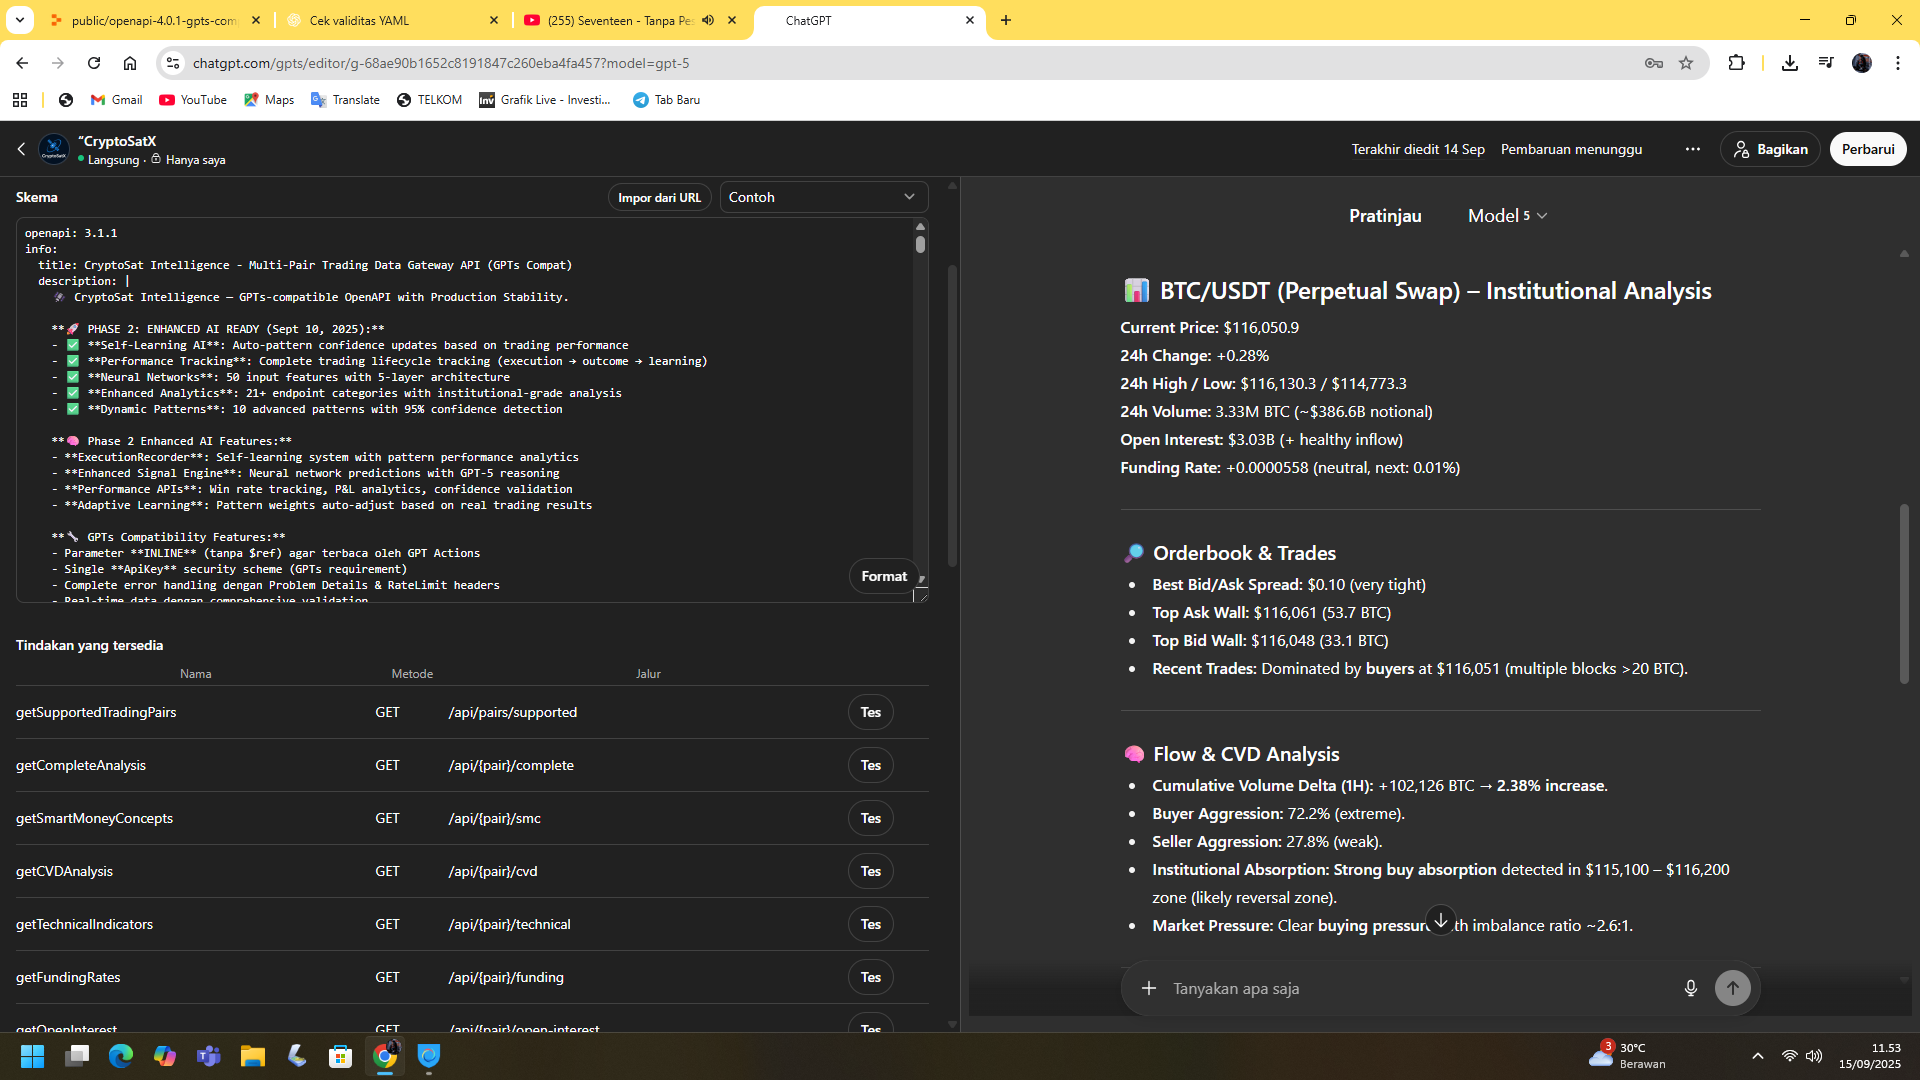 public/openapi-4.0.1-gpts-com
Cek validitas YAML
(255) Seventeen - Tanpa Pes
ChatGPT
chatgpt.com/gpts/editor/g-68ae90b1652c8191847c260eba4fa457?model=gpt-5
Gmail
YouTube
Maps
Translate
TELKOM
Inv
Grafik Live - Investi...
Tab Baru
“CryptoSatX
Langsung · Hanya saya
Terakhir diedit 14 Sep
Pembaruan menunggu
Bagikan
Perbarui
Skema
Impor dari URL
Contoh
openapi: 3.1.1
info:
title: CryptoSat Intelligence - Multi-Pair Trading Data Gateway API (GPTs Compat)
description: |
🛰️ CryptoSat Intelligence – GPTs-compatible OpenAPI with Production Stability.
**🚀 PHASE 2: ENHANCED AI READY (Sept 10, 2025):**
- ✅ **Self-Learning AI**: Auto-pattern confidence updates based on trading performance
- ✅ **Performance Tracking**: Complete trading lifecycle tracking (execution → outcome → learning)
- ✅ **Neural Networks**: 50 input features with 5-layer architecture
- ✅ **Enhanced Analytics**: 21+ endpoint categories with institutional-grade analysis
- ✅ **Dynamic Patterns**: 10 advanced patterns with 95% confidence detection
**🧠 Phase 2 Enhanced AI Features:**
- **ExecutionRecorder**: Self-learning system with pattern performance analytics
- **Enhanced Signal Engine**: Neural network predictions with GPT-5 reasoning
- **Performance APIs**: Win rate tracking, P&L analytics, confidence validation
- **Adaptive Learning**: Pattern weights auto-adjust based on real trading results
**🔧 GPTs Compatibility Features:**
- Parameter **INLINE** (tanpa $ref) agar terbaca oleh GPT Actions
- Single **ApiKey** security scheme (GPTs requirement)
- Complete error handling dengan Problem Details & RateLimit headers
- Real-time data dengan comprehensive validation
Format
Tindakan yang tersedia
Nama Metode Jalur
getSupportedTradingPairs GET /api/pairs/supported Tes
getCompleteAnalysis GET /api/{pair}/complete Tes
getSmartMoneyConcepts GET /api/{pair}/smc Tes
getCVDAnalysis GET /api/{pair}/cvd Tes
getTechnicalIndicators GET /api/{pair}/technical Tes
getFundingRates GET /api/{pair}/funding Tes
getOpenInterest GET /api/{pair}/open-interest Tes
Pratinjau
Model 5
📊 BTC/USDT (Perpetual Swap) – Institutional Analysis
Current Price: $116,050.9
24h Change: +0.28%
24h High / Low: $116,130.3 / $114,773.3
24h Volume: 3.33M BTC (~$386.6B notional)
Open Interest: $3.03B (+ healthy inflow)
Funding Rate: +0.0000558 (neutral, next: 0.01%)
🔎 Orderbook & Trades
• Best Bid/Ask Spread: $0.10 (very tight)
• Top Ask Wall: $116,061 (53.7 BTC)
• Top Bid Wall: $116,048 (33.1 BTC)
• Recent Trades: Dominated by buyers at $116,051 (multiple blocks >20 BTC).
🧠 Flow & CVD Analysis
• Cumulative Volume Delta (1H): +102,126 BTC → 2.38% increase.
• Buyer Aggression: 72.2% (extreme).
• Seller Aggression: 27.8% (weak).
• Institutional Absorption: Strong buy absorption detected in $115,100 – $116,200
zone (likely reversal zone).
• Market Pressure: Clear buying pressure imbalance ratio ~2.6:1.
Tanyakan apa saja
3
30°C
Berawan
11.53
15/09/2025